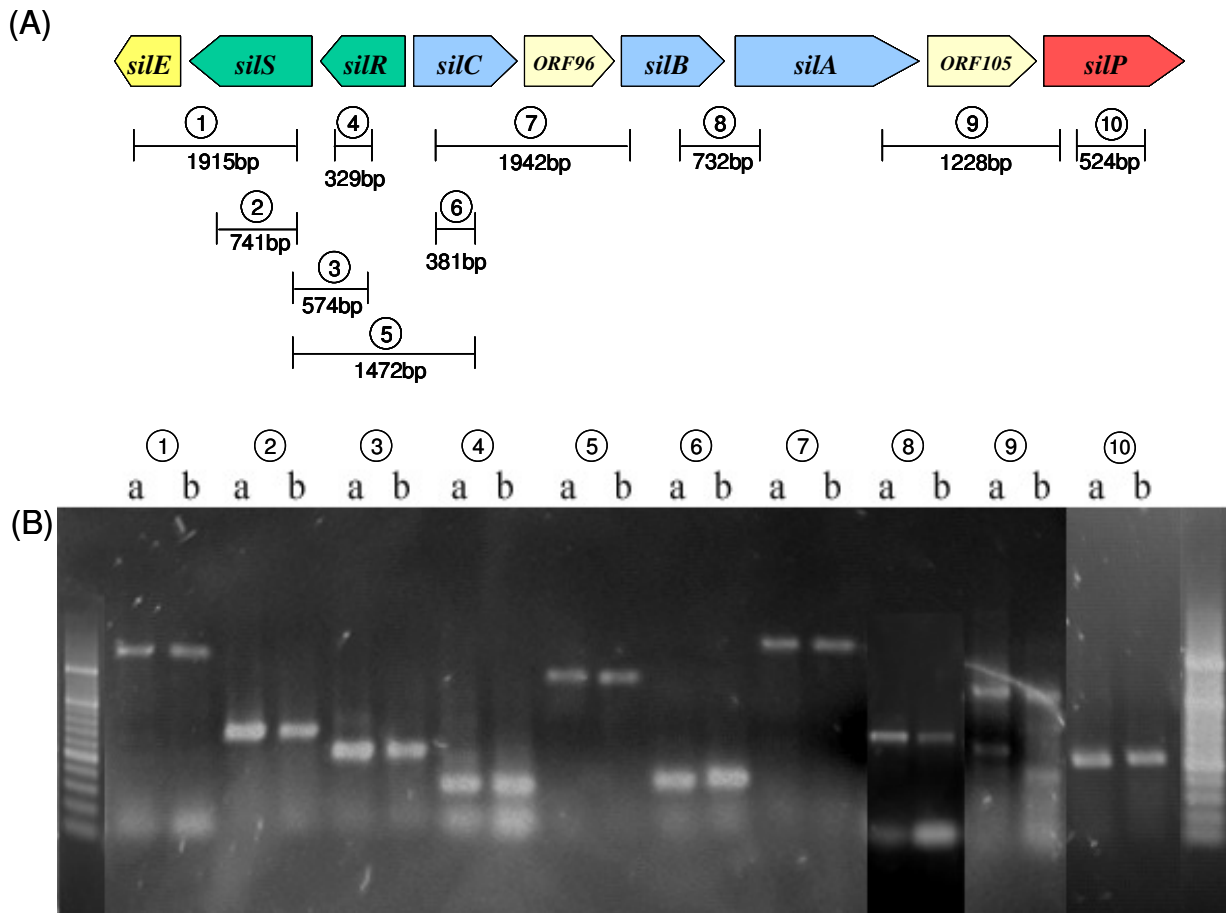 (A)
silE silS silR silC ORF96 silB silA ORF105 silP
1 4 7 8 9 10
1915bp 329bp 1942bp 732bp 1228bp 524bp
2 6
741bp 381bp
3
574bp
5
1472bp
1 2 3 4 5 6 7 8 9 10
a b a b a b a b a b a b a b a b a b a b
(B)